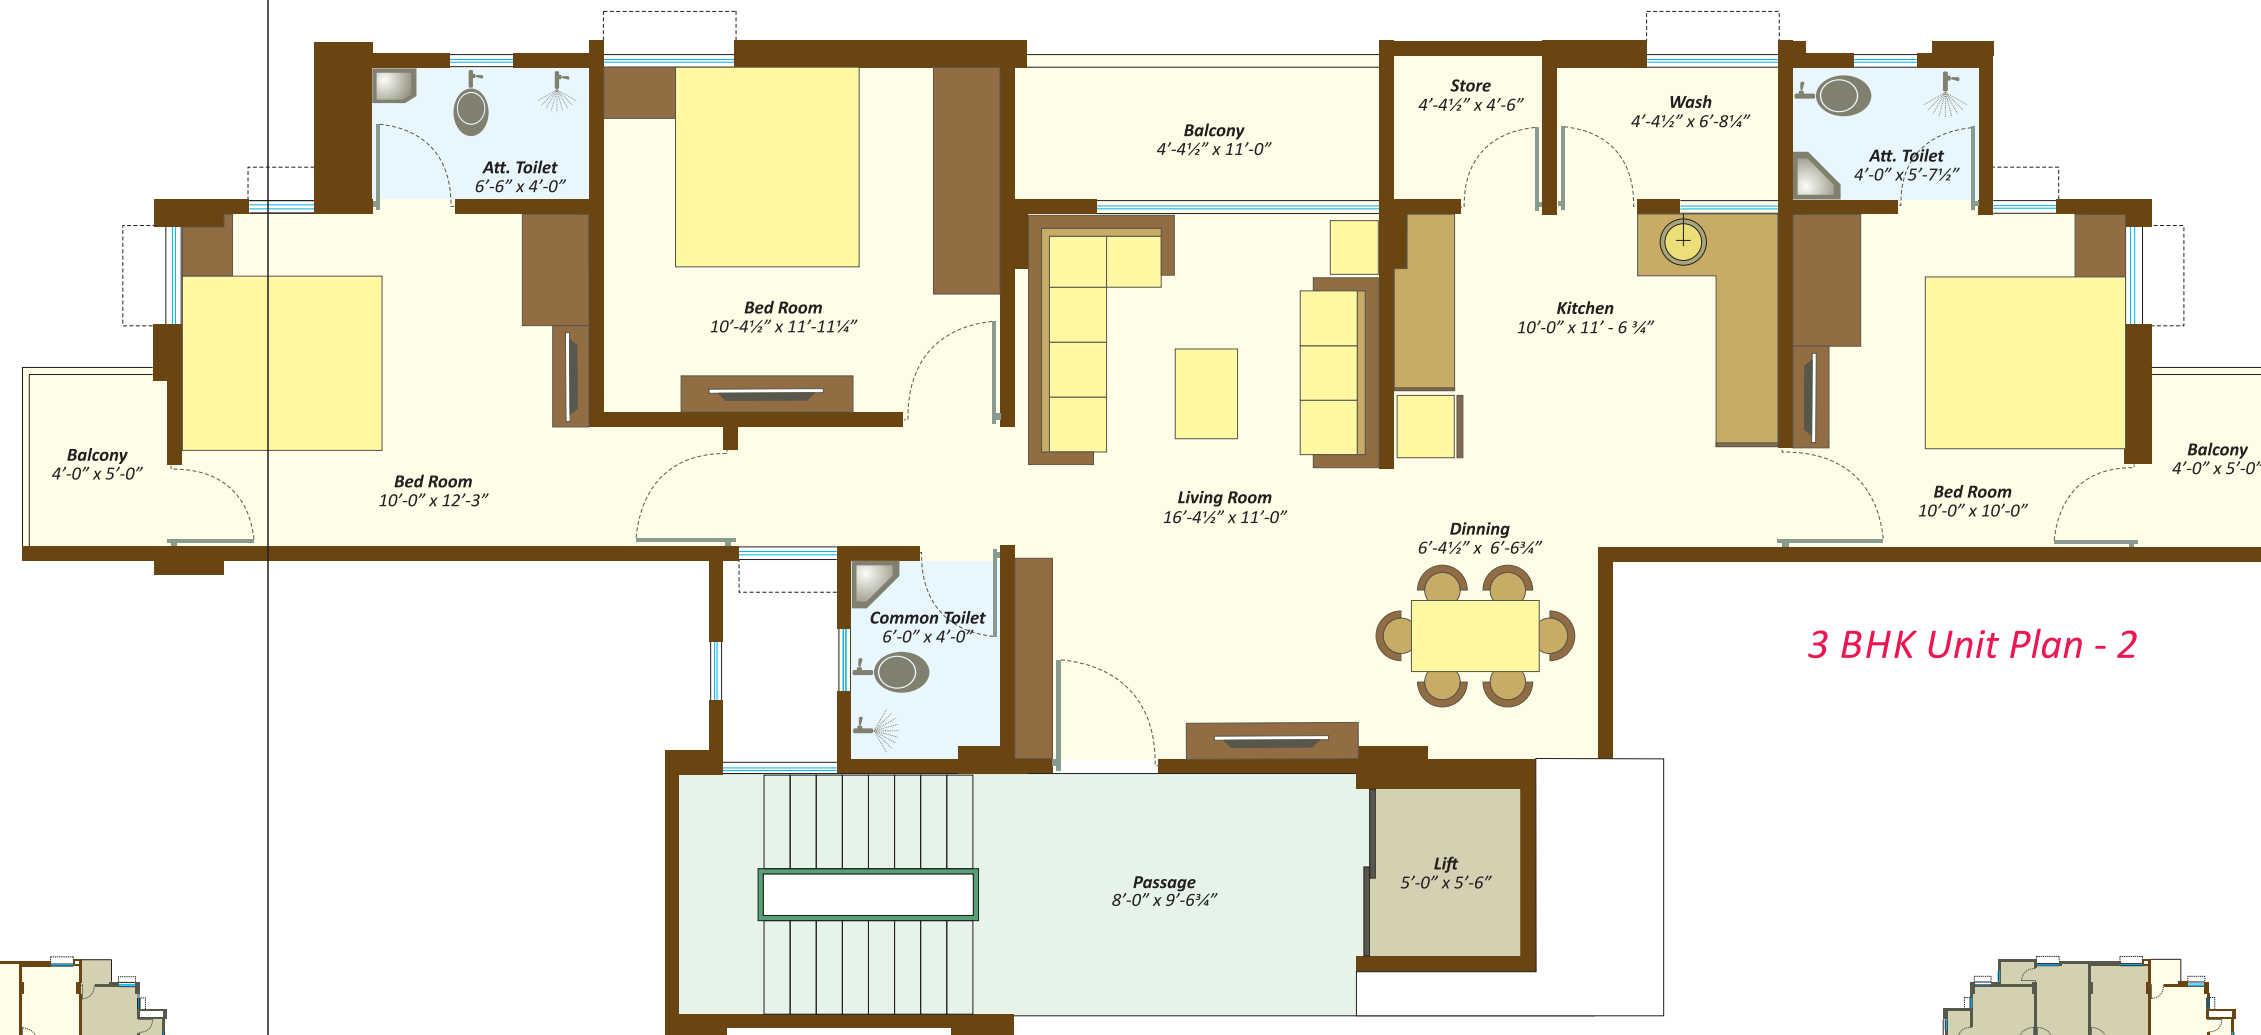 Store
4'-4½" x 4'-6"
Wash
4'-4½" x 6'-8¼"
Balcony
4'-4½" x 11'-0"
Att. Toilet
6'-6" x 4'-0"
Att. Toilet
4'-0" x 5'-7½"
Bed Room
10'-4½" x 11'-11¼"
Kitchen
10'-0" x 11' - 6 ¾"
Balcony
4'-0" x 5'-0"
Bed Room
10'-0" x 12'-3"
Living Room
16'-4½" x 11'-0"
Dinning
6'-4½" x 6'-6¾"
Bed Room
10'-0" x 10'-0"
Balcony
4'-0" x 5'-0"
Common Toilet
6'-0" x 4'-0"
3 BHK Unit Plan - 2
Passage
8'-0" x 9'-6¾"
Lift
5'-0" x 5'-6"